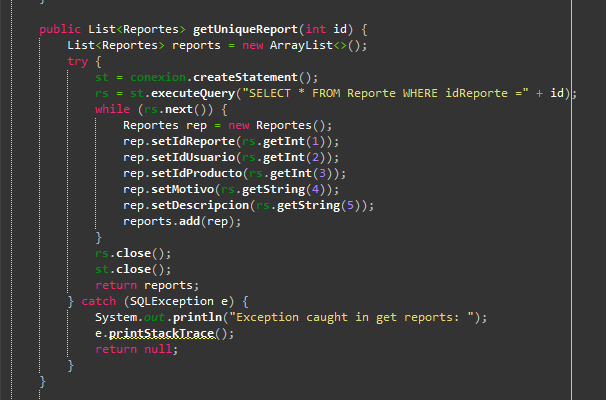 }
public List<Reportes> getUniqueReport(int id) {
List<Reportes> reports = new ArrayList<>();
try {
st = conexion.createStatement();
rs = st.executeQuery("SELECT * FROM Reporte WHERE idReporte =" + id);
while (rs.next()) {
Reportes rep = new Reportes();
rep.setIdReporte(rs.getInt(1));
rep.setIdUsuario(rs.getInt(2));
rep.setIdProducto(rs.getInt(3));
rep.setMotivo(rs.getString(4));
rep.setDescripcion(rs.getString(5));
reports.add(rep);
}
rs.close();
st.close();
return reports;
} catch (SQLException e) {
System.out.println("Exception caught in get reports: ");
e.printStackTrace();
return null;
}
}